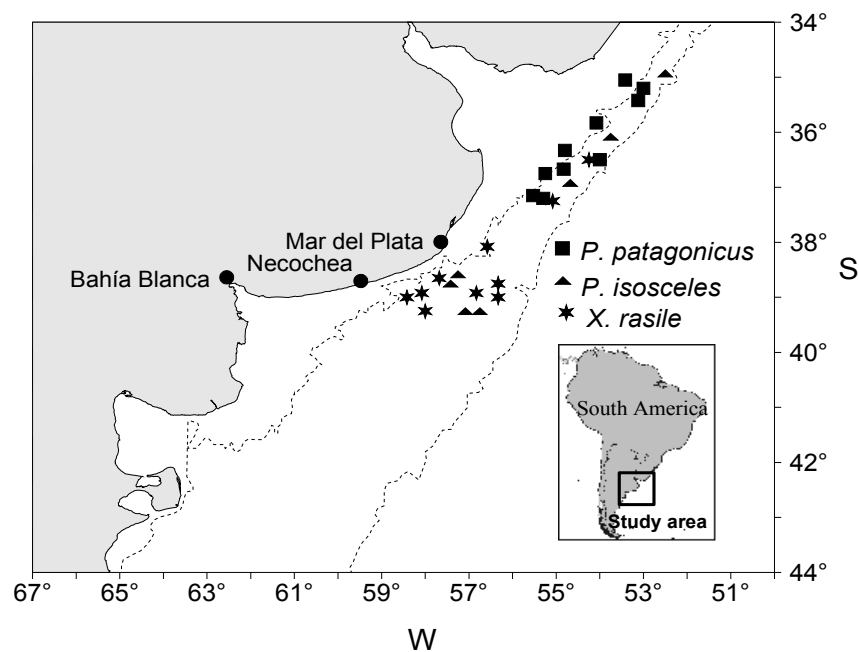 34°
36°
Mar del Plata
38°
P. patagonicus
Necochea
Bahía Blanca
S
P. isosceles
X. rasile
40°
South America
42°
Study area
44°
67° 65° 63° 61° 59° 57° 55° 53° 51°
W